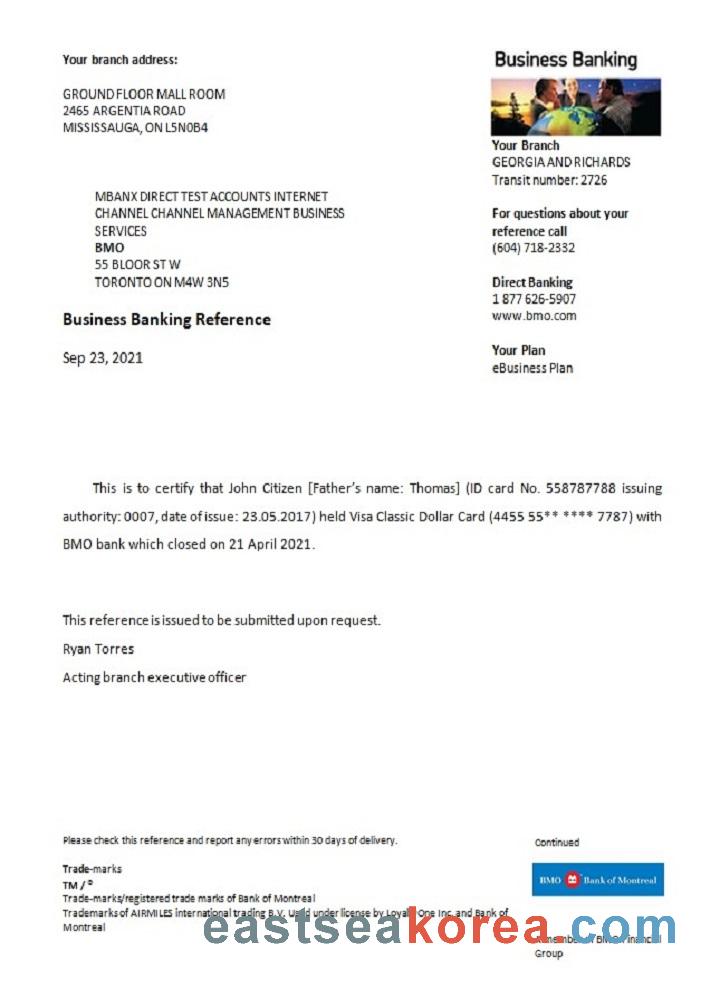 Your branch address:
GROUND FLOOR MALL ROOM
2465 ARGENTIA ROAD
MISSISSAUGA, ON L5N0B4
Business Banking
Your Branch
GEORGIA AND RICHARDS
Transit number: 2726
For questions about your
reference call
(604) 718-2332
Direct Banking
1 877 626-5907
www.bmo.com
Your Plan
eBusiness Plan
MBANX DIRECT TEST ACCOUNTS INTERNET
CHANNEL CHANNEL MANAGEMENT BUSINESS
SERVICES
BMO
55 BLOOR ST W
TORONTO ON M4W 3N5
Business Banking Reference
Sep 23, 2021
This is to certify that John Citizen [Father's name: Thomas] (ID card No. 558787788 issuing
authority: 0007, date of issue: 23.05.2017) held Visa Classic Dollar Card (4455 55** **** 7787) with
BMO bank which closed on 21 April 2021.
This reference is issued to be submitted upon request.
Ryan Torres
Acting branch executive officer
Please check this reference and report any errors within 30 days of delivery.
Trade-marks
TM / ®
Trade-marks/registered trade marks of Bank of Montreal
Trademarks of AIRMILES international trading B.V. Used under license by Loyalty One Inc. and Bank of
Montreal
Continued
BMO Bank of Montreal
A member of BMO Financial
Group
eastseakorea.com